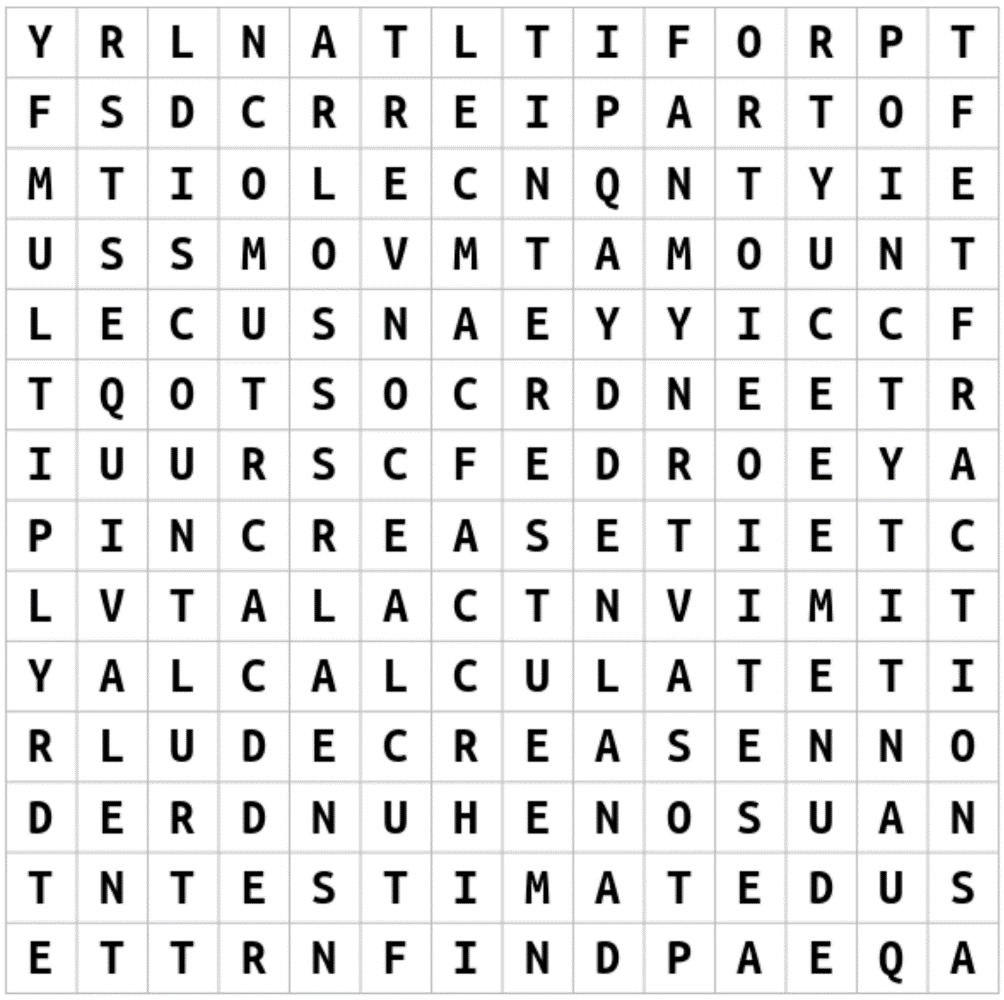 Y R L N A T L T I F O R P T
F S D C R R E I P A R T O F
M T I O L E C N Q N T Y I E
U S S M O V M T A M O U N T
L E C U S N A E Y Y I C C F
T Q O T S O C R D N E E T R
I U U R S C F E D R O E Y A
P I N C R E A S E T I E T C
L V T A L A C T N V I M I T
Y A L C A L C U L A T E T I
R L U D E C R E A S E N N O
D E R D N U H E N O S U A N
T N T E S T I M A T E D U S
E T T R N F I N D P A E Q A